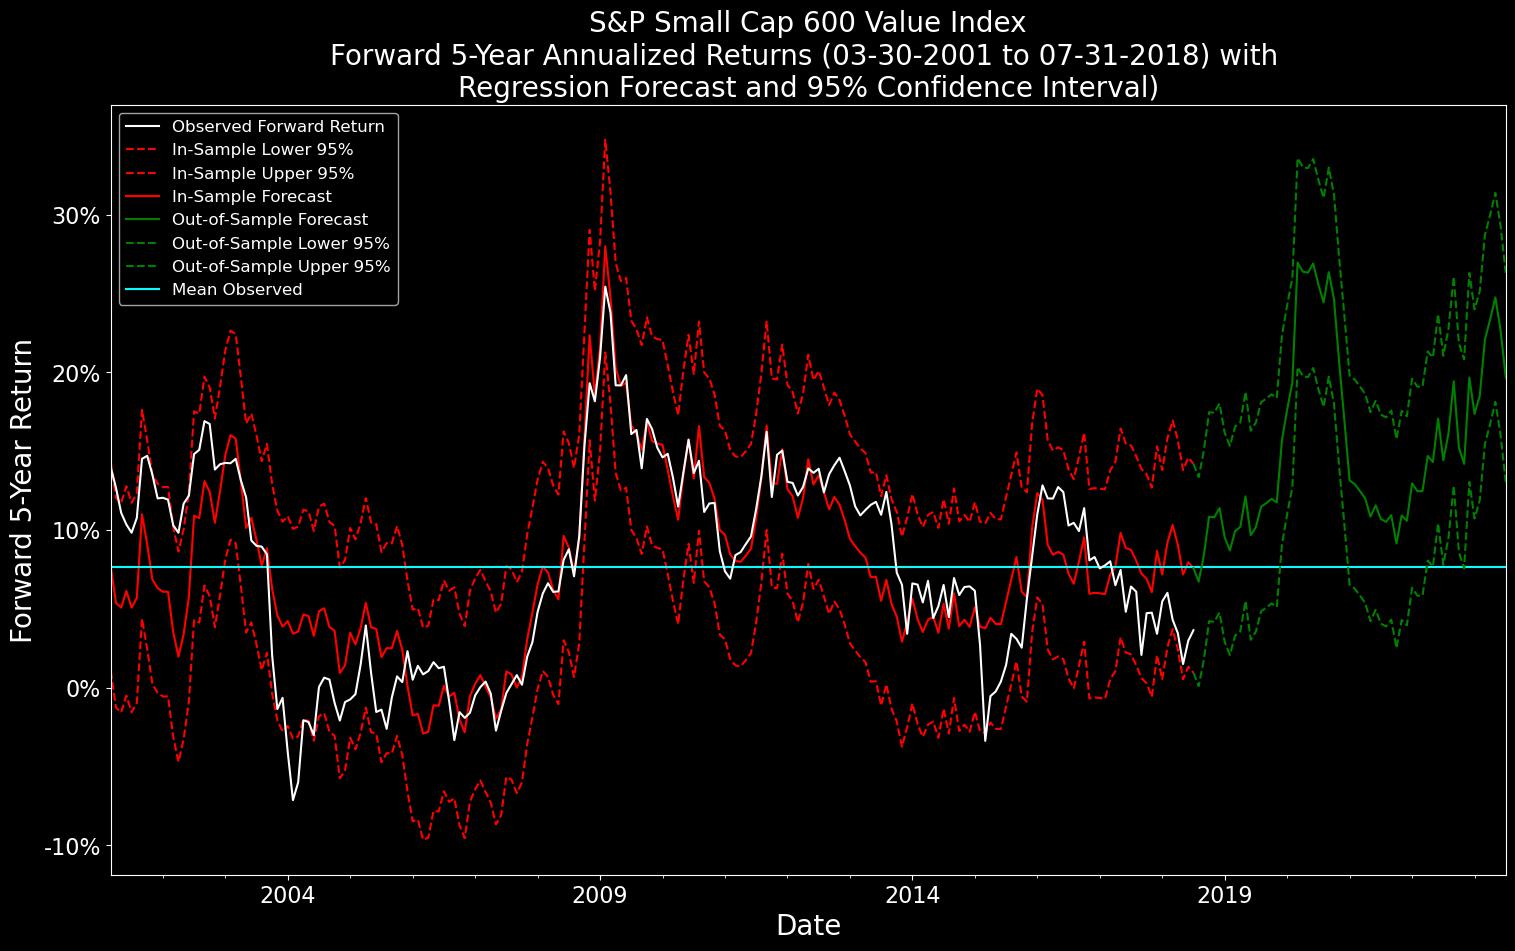 S&P Small Cap 600 Value Index
Forward 5-Year Annualized Returns (03-30-2001 to 07-31-2018) with
Regression Forecast and 95% Confidence Interval)
Observed Forward Return
In-Sample Lower 95%
In-Sample Upper 95%
In-Sample Forecast
Out-of-Sample Forecast
Out-of-Sample Lower 95%
Out-of-Sample Upper 95%
Mean Observed
Forward 5-Year Return
30%
20%
10%
0%
-10%
2004
2009
2014
2019
Date